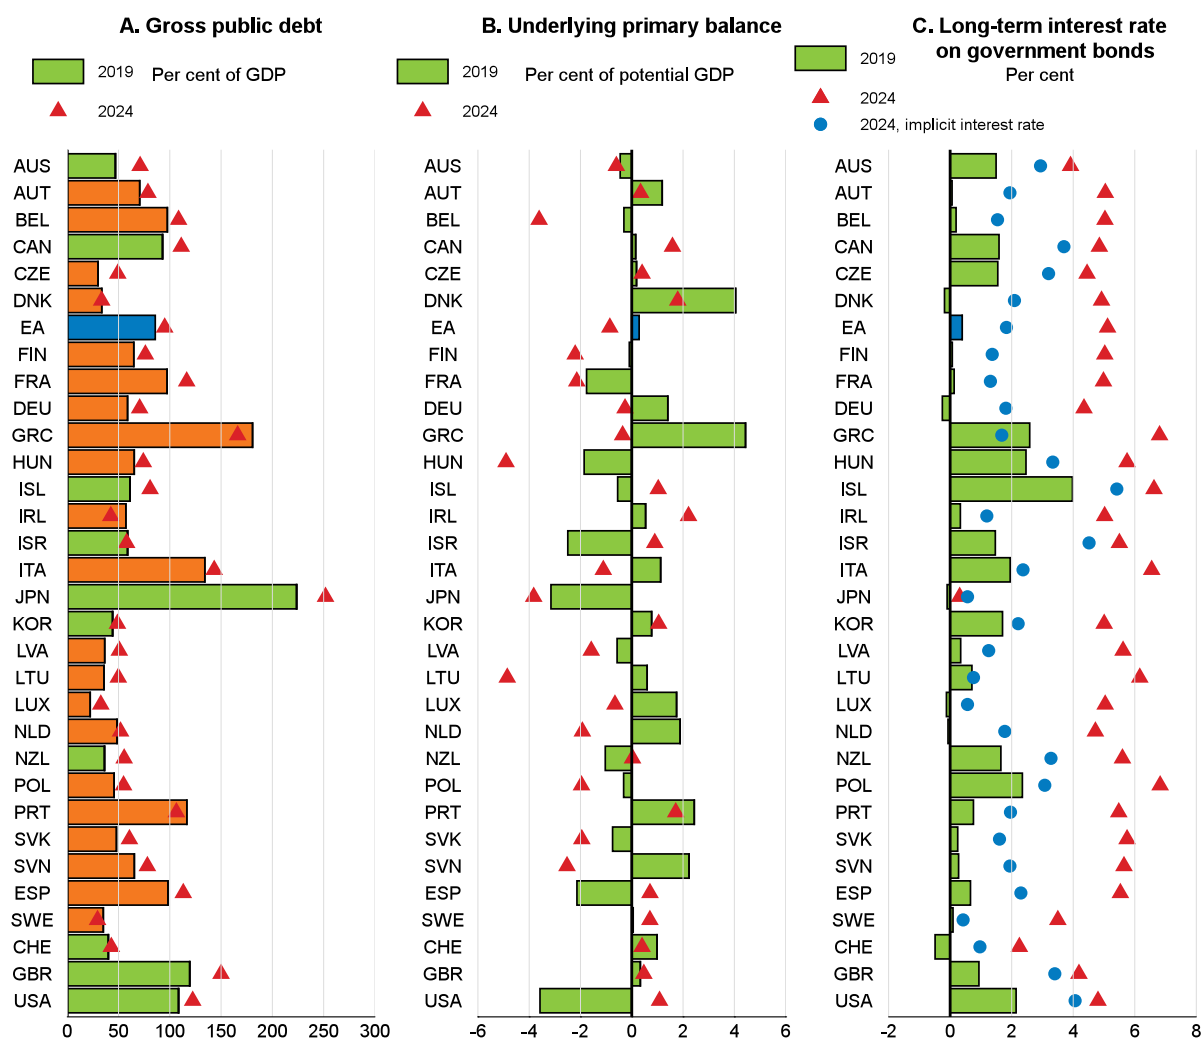 A. Gross public debt
2019
Per cent of GDP
2024
AUS
AUT
BEL
CAN
CZE
DNK
EA
FIN
FRA
DEU
GRC
HUN
ISL
IRL
ISR
ITA
JPN
KOR
LVA
LTU
LUX
NLD
NZL
POL
PRT
SVK
SVN
ESP
SWE
CHE
GBR
USA
0 50 100 150 200 250 300
B. Underlying primary balance
2019
Per cent of potential GDP
2024
AUS
AUT
BEL
CAN
CZE
DNK
EA
FIN
FRA
DEU
GRC
HUN
ISL
IRL
ISR
ITA
JPN
KOR
LVA
LTU
LUX
NLD
NZL
POL
PRT
SVK
SVN
ESP
SWE
CHE
GBR
USA
-6 -4 -2 0 2 4 6
C. Long-term interest rate
on government bonds
2019
Per cent
2024
2024, implicit interest rate
AUS
AUT
BEL
CAN
CZE
DNK
EA
FIN
FRA
DEU
GRC
HUN
ISL
IRL
ISR
ITA
JPN
KOR
LVA
LTU
LUX
NLD
NZL
POL
PRT
SVK
SVN
ESP
SWE
CHE
GBR
USA
-2 0 2 4 6 8